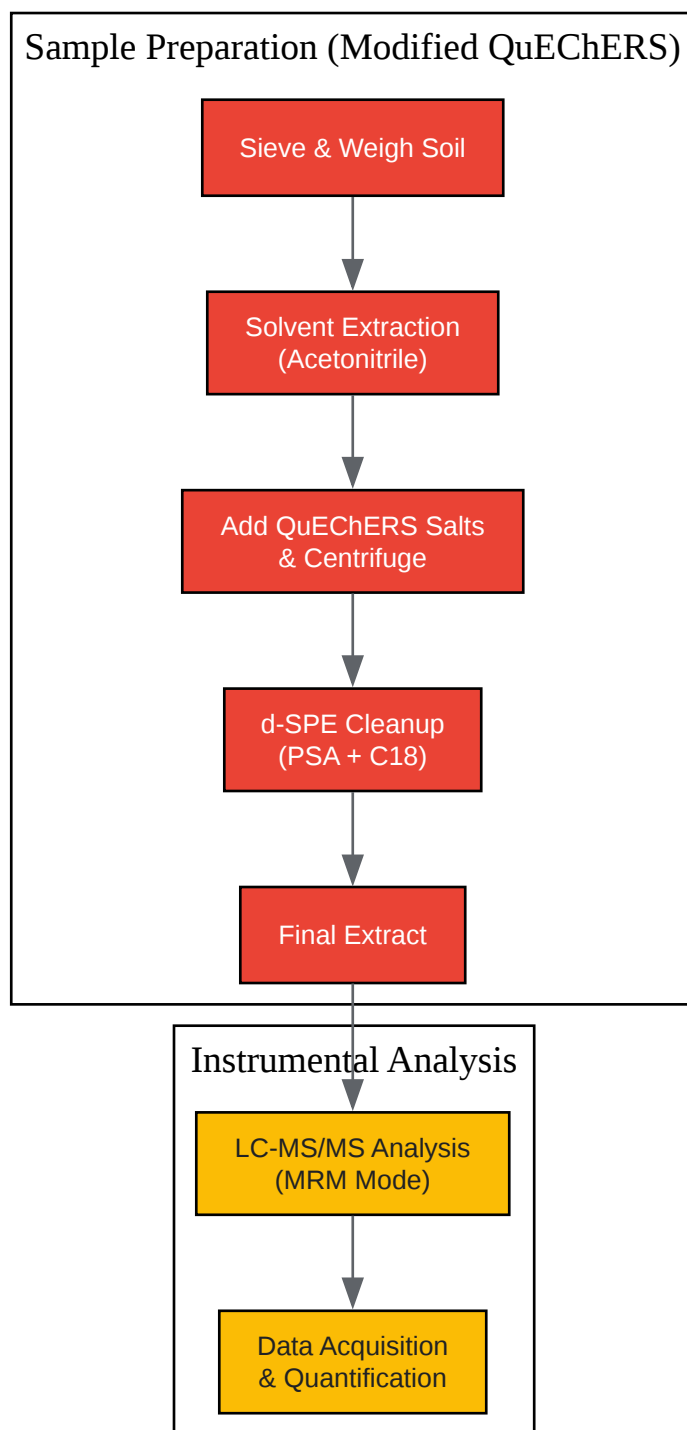 Sample Preparation (Modified QuEChERS)
Sieve & Weigh Soil
Solvent Extraction
(Acetonitrile)
Add QuEChERS Salts
& Centrifuge
d-SPE Cleanup
(PSA + C18)
Final Extract
Instrumental Analysis
LC-MS/MS Analysis
(MRM Mode)
Data Acquisition
& Quantification